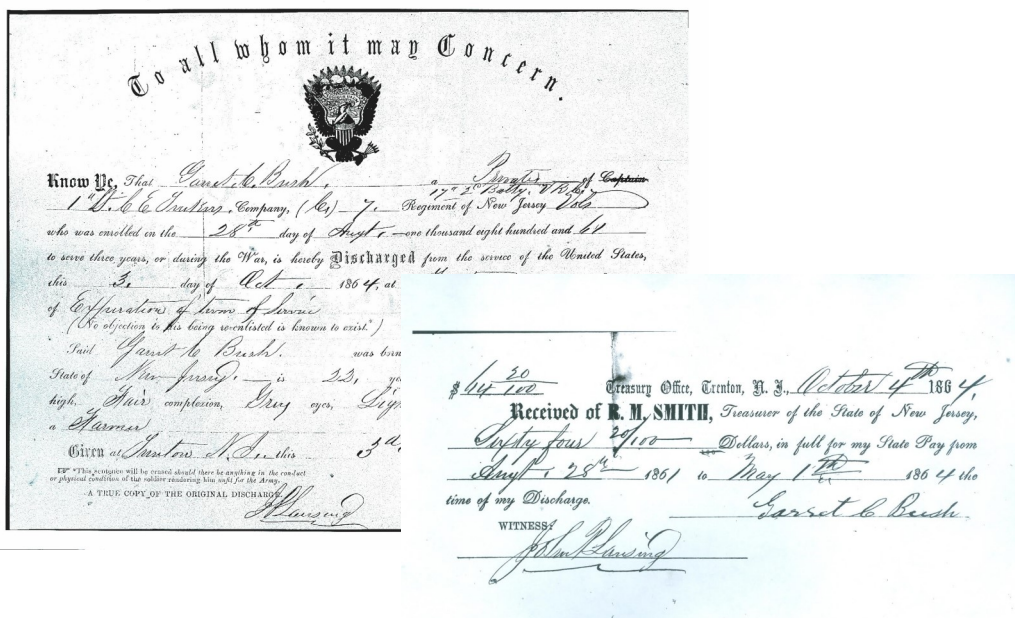 To all whom it may Concern.
Know Ye, That Garret C. Bush, a Private of Captain
17" 2" Batty. V R C,
1" Lt. C E Junkins, Company, (C,) 7, Regiment of New Jersey Vols
who was enrolled on the 28th day of Augt, one thousand eight hundred and 61
to serve three years, or during the War, is hereby Discharged from the service of the United States,
this 3, day of Oct, 1864, at
of Expiration of term of Service
(No objection to his being re-enlisted is known to exist.*)
Said Garret C Bush, was born
State of New Jersey, is 22,
high, Fair complexion, Grey eyes,
a Farmer
Given at Trenton N. J. this 3d
*This sentence will be erased should there be anything in the conduct
or physical condition of the soldier rendering him unfit for the Army.
A TRUE COPY OF THE ORIGINAL DISCHARGE.
J P Lansing
$64 20/100 Treasury Office, Trenton, N. J., October 4th 1864,
Received of R. M. SMITH, Treasurer of the State of New Jersey,
Sixty four 20/100 Dollars, in full for my State Pay from
Augt. 28th 1861 to May 1th 1864 the
time of my Discharge.
Garret C Bush
WITNESS:
John P Lansing